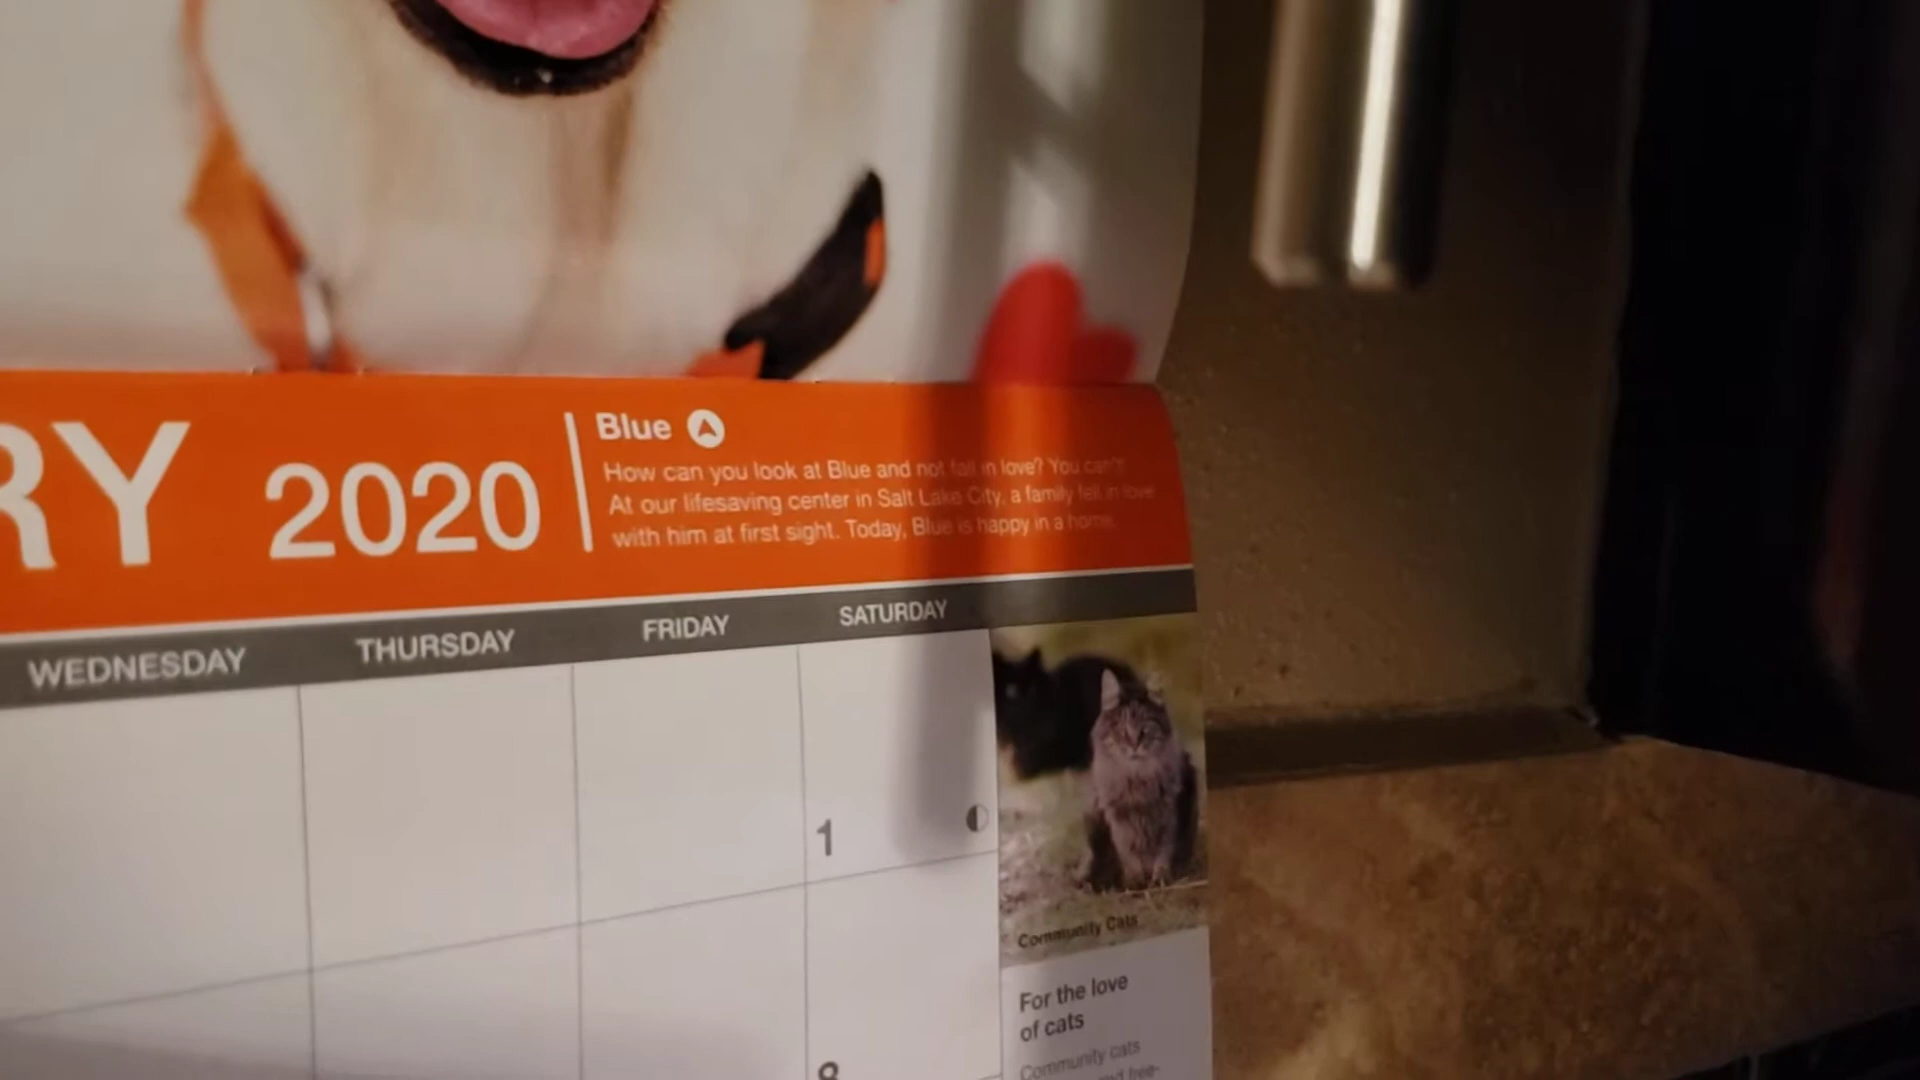 RY 2020
Blue
How can you look at Blue and not fall in love? You can't.
At our lifesaving center in Salt Lake City, a family fell in love
with him at first sight. Today, Blue is happy in a home.
WEDNESDAY THURSDAY FRIDAY SATURDAY
1
Community Cats
For the love
of cats
Community cats
8